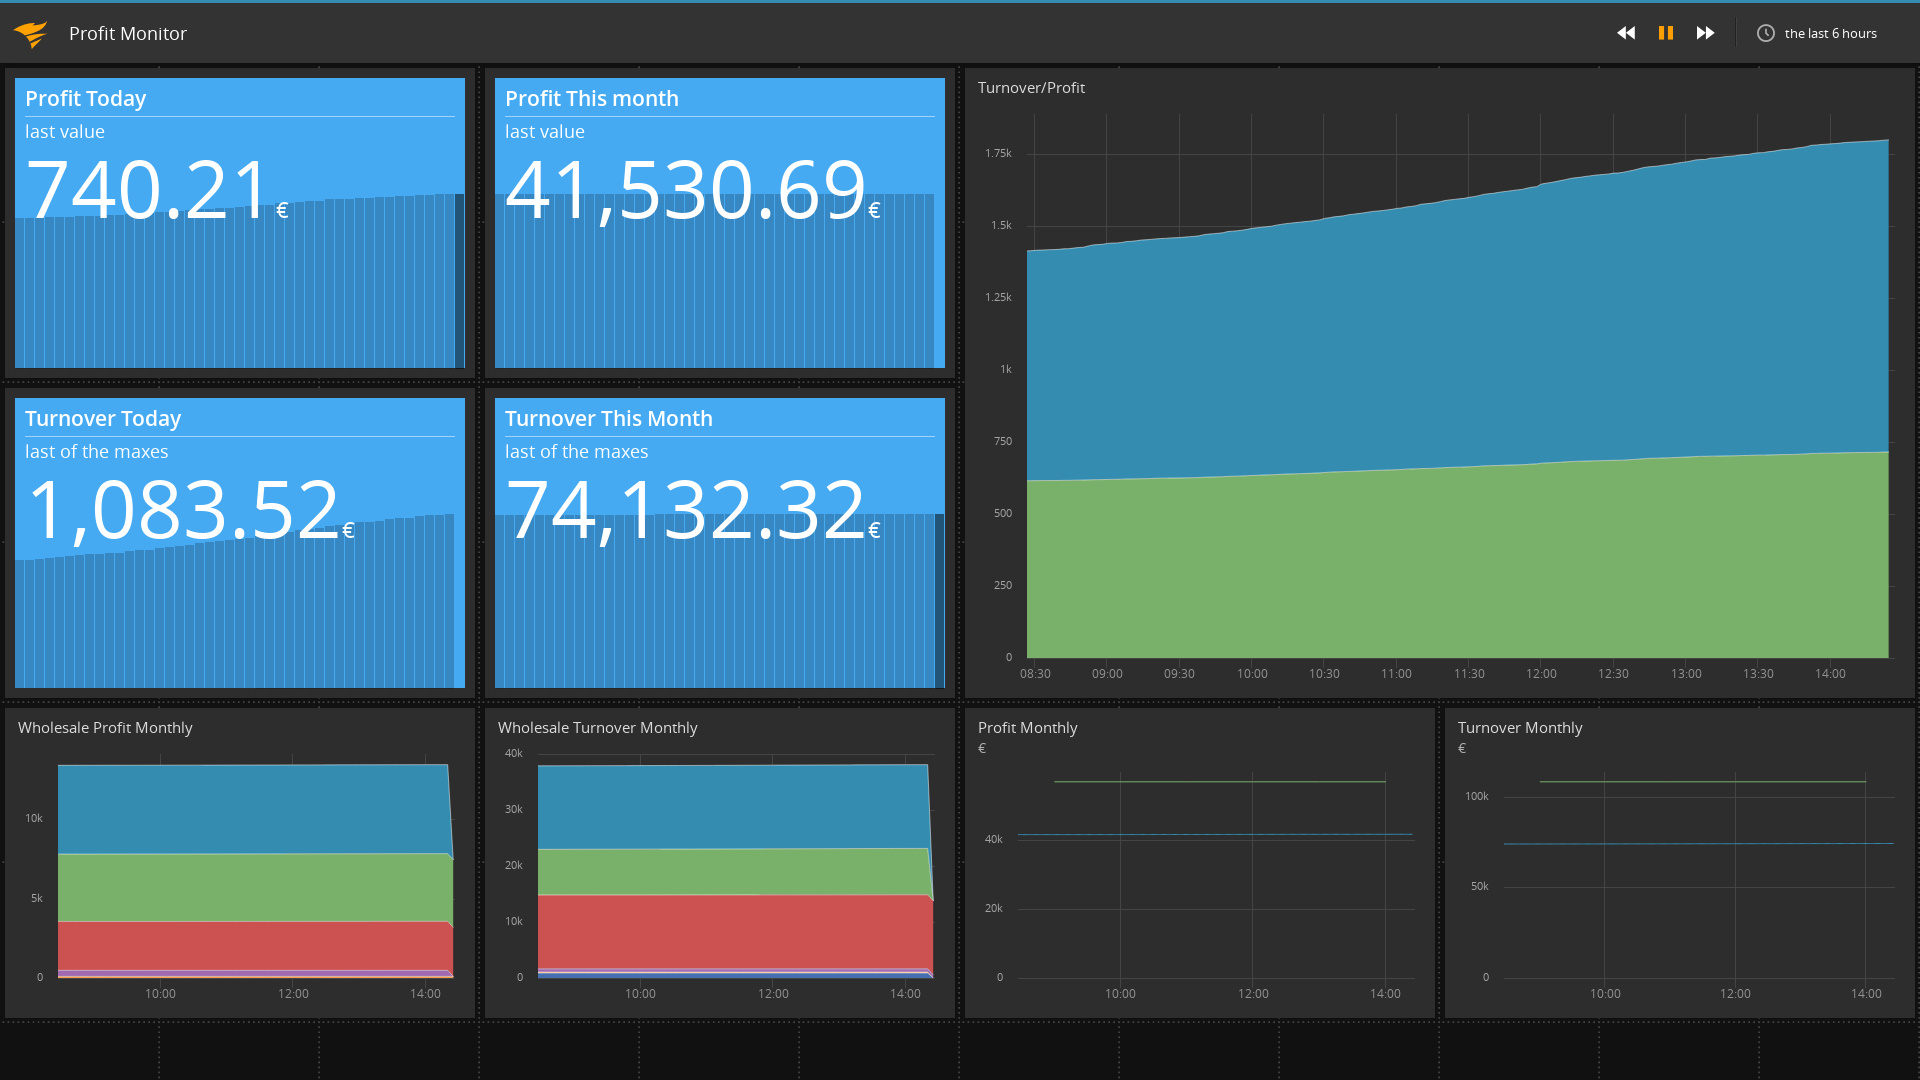 Profit Monitor
the last 6 hours
Profit Today
last value
740.21€
Profit This month
last value
41,530.69€
Turnover/Profit
1.75k
1.5k
1.25k
1k
750
500
250
0
08:30 09:00 09:30 10:00 10:30 11:00 11:30 12:00 12:30 13:00 13:30 14:00
Turnover Today
last of the maxes
1,083.52€
Turnover This Month
last of the maxes
74,132.32€
Wholesale Profit Monthly
10k
5k
0
10:00 12:00 14:00
Wholesale Turnover Monthly
40k
30k
20k
10k
0
10:00 12:00 14:00
Profit Monthly
€
40k
20k
0
10:00 12:00 14:00
Turnover Monthly
€
100k
50k
0
10:00 12:00 14:00